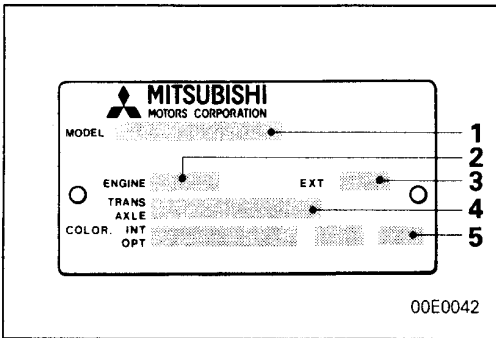 MITSUBISHI
MOTORS CORPORATION
MODEL 1
2
ENGINE EXT 3
TRANS
AXLE 4
COLOR. INT
OPT 5
00E0042